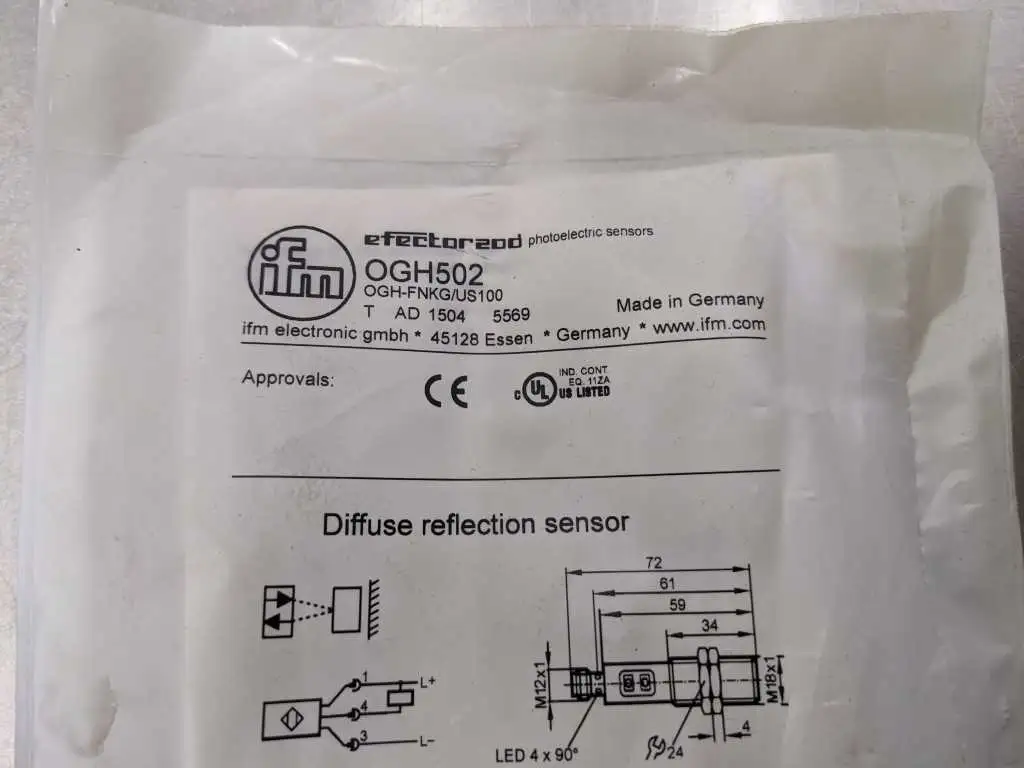 ifm
efector200 photoelectric sensors
OGH502
OGH-FNKG/US100
T AD 1504 5569
Made in Germany
ifm electronic gmbh * 45128 Essen * Germany * www.ifm.com
Approvals:
CE
c UL US LISTED
IND. CONT.
EQ. 11ZA
Diffuse reflection sensor
72
61
59
34
M12x1
M18x1
4
24
LED 4 x 90°
1
L+
4
3
L–